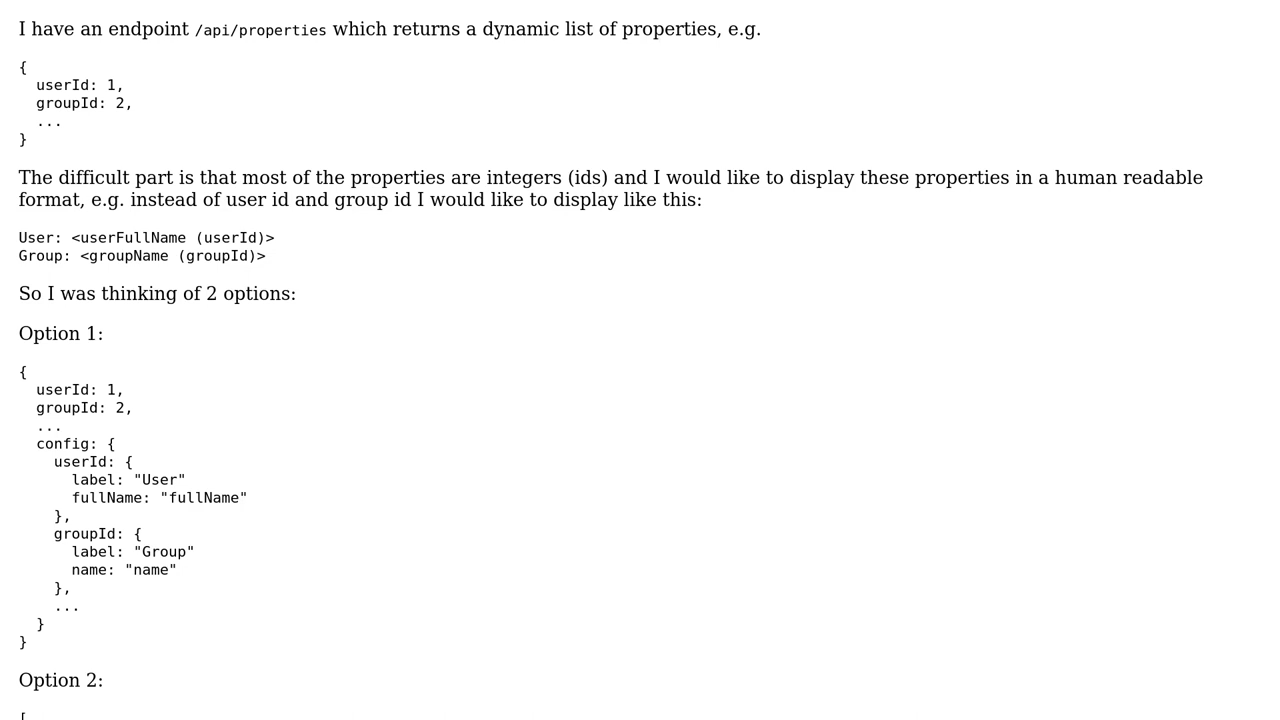 I have an endpoint /api/properties which returns a dynamic list of properties, e.g.
{
  userId: 1,
  groupId: 2,
  ...
}
The difficult part is that most of the properties are integers (ids) and I would like to display these properties in a human readable
format, e.g. instead of user id and group id I would like to display like this:
User: <userFullName (userId)>
Group: <groupName (groupId)>
So I was thinking of 2 options:
Option 1:
{
  userId: 1,
  groupId: 2,
  ...
  config: {
    userId: {
      label: "User"
      fullName: "fullName"
    },
    groupId: {
      label: "Group"
      name: "name"
    },
    ...
  }
}
Option 2:
[